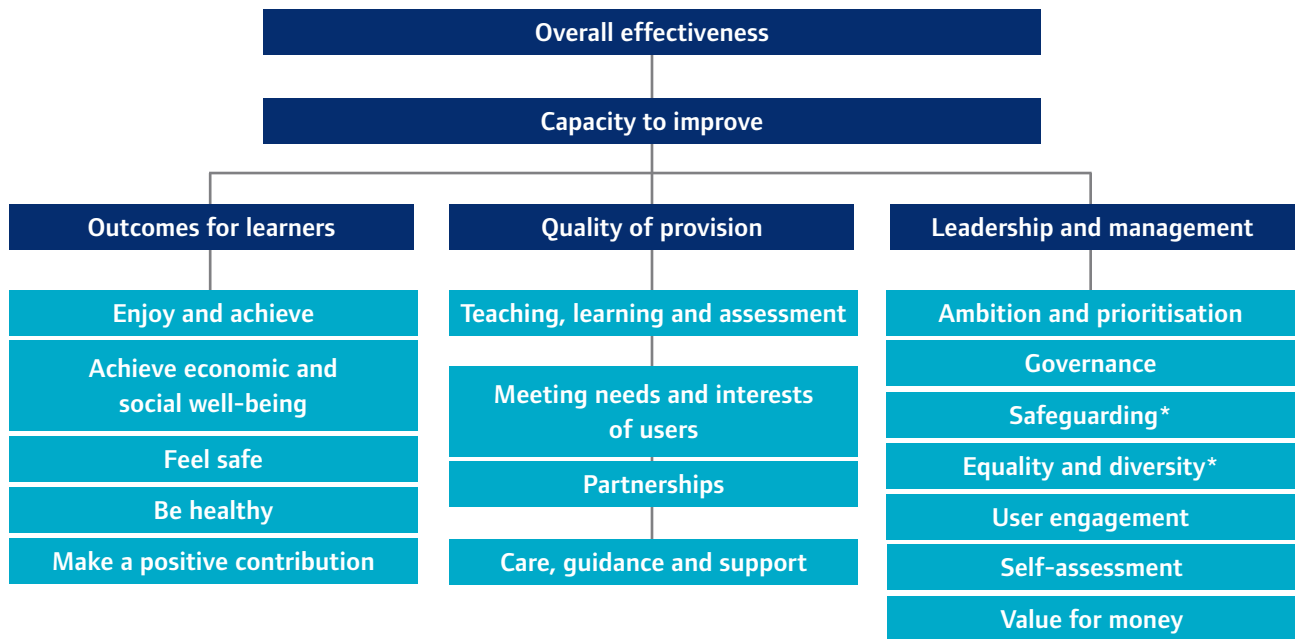 Overall effectiveness
Capacity to improve
Outcomes for learners
Enjoy and achieve
Achieve economic and
social well-being
Feel safe
Be healthy
Make a positive contribution
Quality of provision
Teaching, learning and assessment
Meeting needs and interests
of users
Partnerships
Care, guidance and support
Leadership and management
Ambition and prioritisation
Governance
Safeguarding*
Equality and diversity*
User engagement
Self-assessment
Value for money